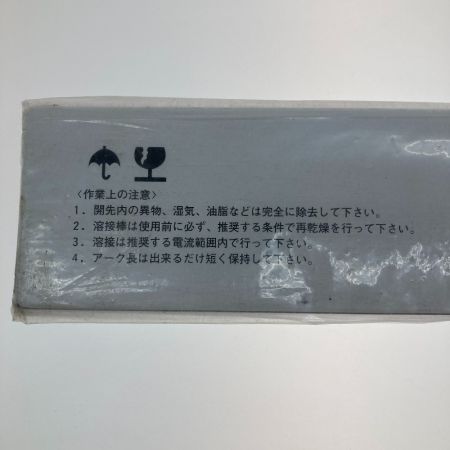 〈作業上の注意〉
1．開先内の異物、湿気、油脂などは完全に除去して下さい。
2．溶接棒は使用前に必ず、推奨する条件で再乾燥を行って下さい。
3．溶接は推奨する電流範囲内で行って下さい。
4．アーク長は出来るだけ短く保持して下さい。